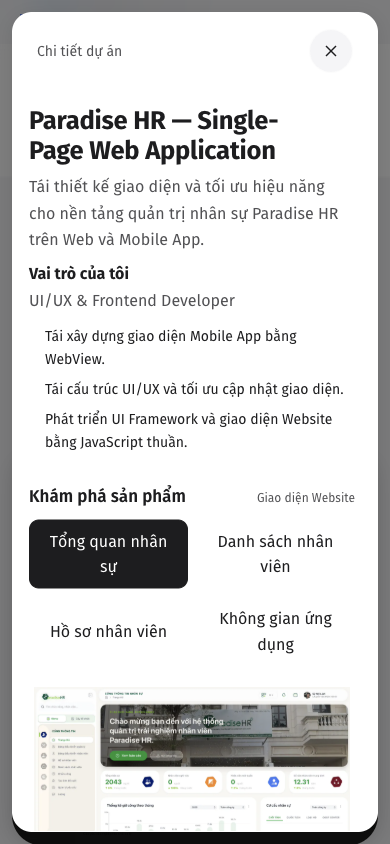 Chi tiết dự án
Paradise HR — Single-
Page Web Application
Tái thiết kế giao diện và tối ưu hiệu năng
cho nền tảng quản trị nhân sự Paradise HR
trên Web và Mobile App.
Vai trò của tôi
UI/UX & Frontend Developer
Tái xây dựng giao diện Mobile App bằng
WebView.
Tái cấu trúc UI/UX và tối ưu cập nhật giao diện.
Phát triển UI Framework và giao diện Website
bằng JavaScript thuần.
Khám phá sản phẩm
Giao diện Website
Tổng quan nhân
sự
Danh sách nhân
viên
Hồ sơ nhân viên
Không gian ứng
dụng
Chào mừng bạn đến với hệ thống
quản trị trải nghiệm nhân viên
Paradise HR.
2043
0
0
12.31